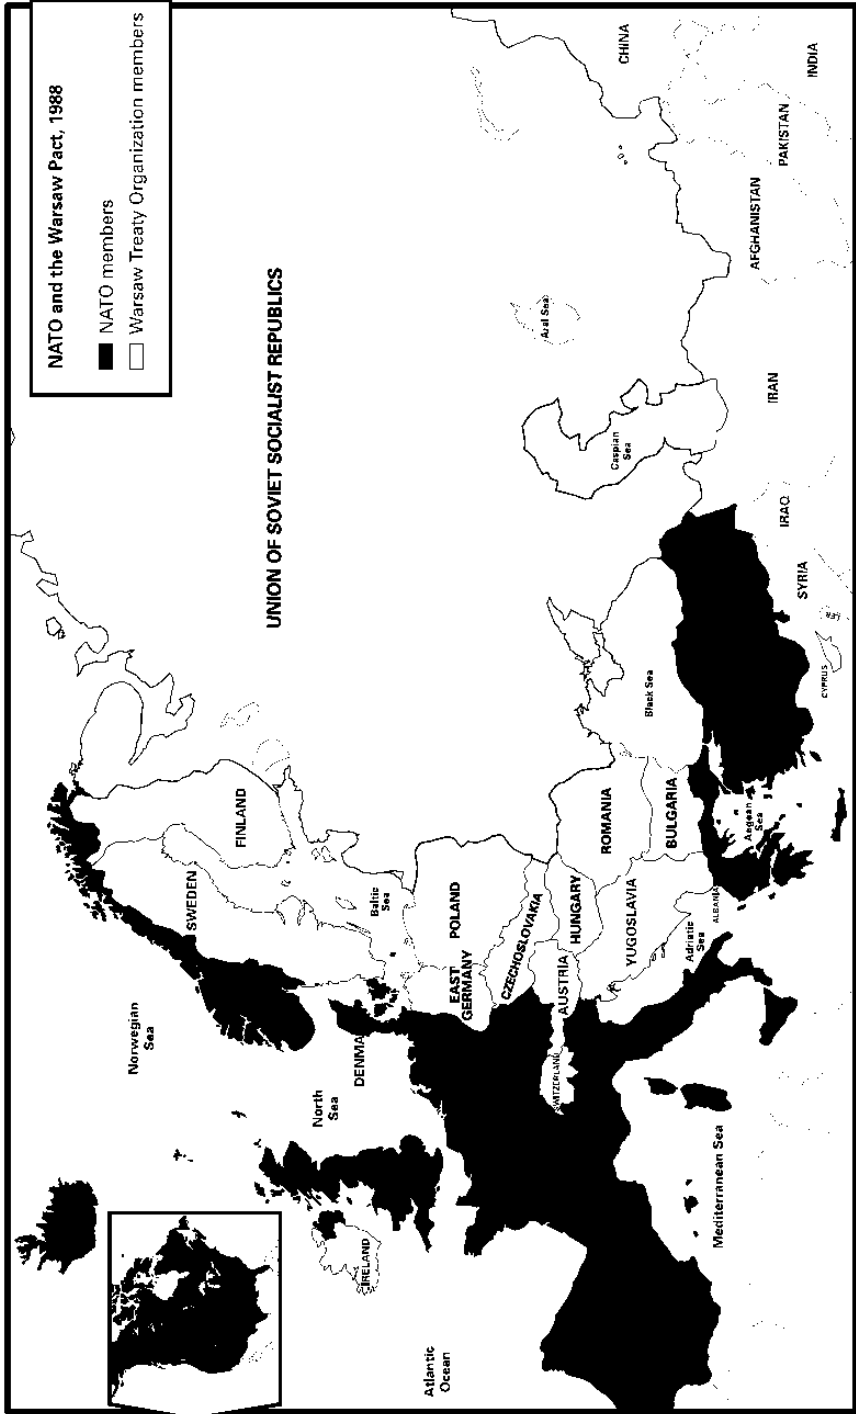 NATO and the Warsaw Pact, 1988
NATO members
Warsaw Treaty Organization members
Norwegian
Sea
SWEDEN
FINLAND
UNION OF SOVIET SOCIALIST REPUBLICS
North
Sea
DENMA
Baltic
Sea
IRELAND
Atlantic
Ocean
EAST
GERMANY
POLAND
CZECHOSLOVAKIA
SWITZERLAND
AUSTRIA
HUNGARY
ROMANIA
YUGOSLAVIA
BULGARIA
Adriatic
Sea
ALBANIA
Black Sea
Aegean
Sea
Mediterranean Sea
Caspian
Sea
Aral Sea
CYPRUS
SYRIA
IRAQ
IRAN
AFGHANISTAN
PAKISTAN
INDIA
CHINA